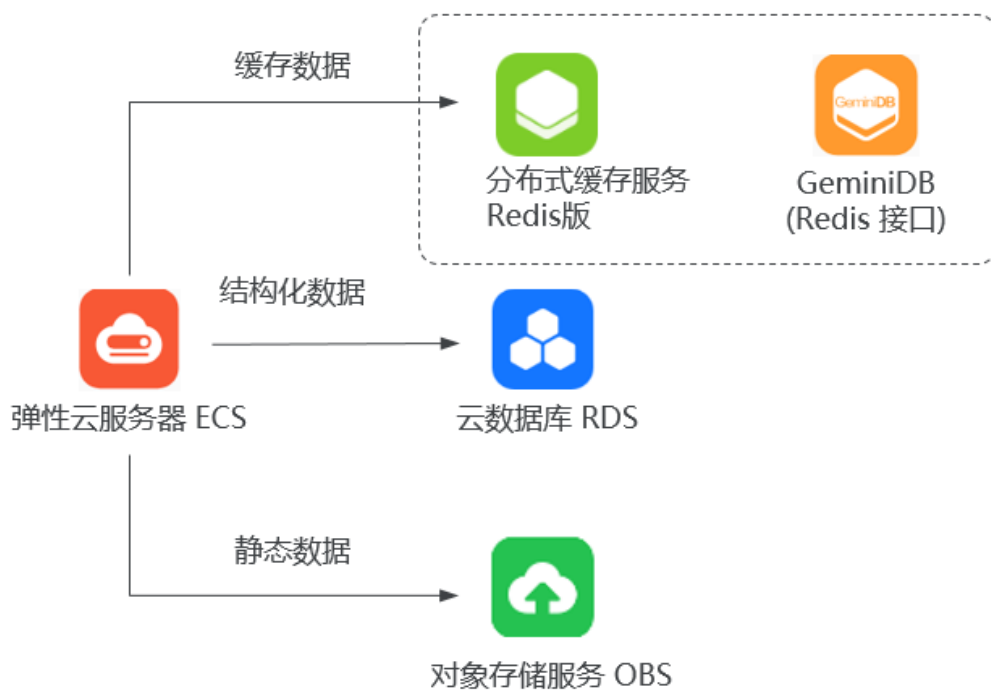 缓存数据
GeminiDB
分布式缓存服务
Redis版
GeminiDB
(Redis 接口)
结构化数据
弹性云服务器 ECS
云数据库 RDS
静态数据
对象存储服务 OBS